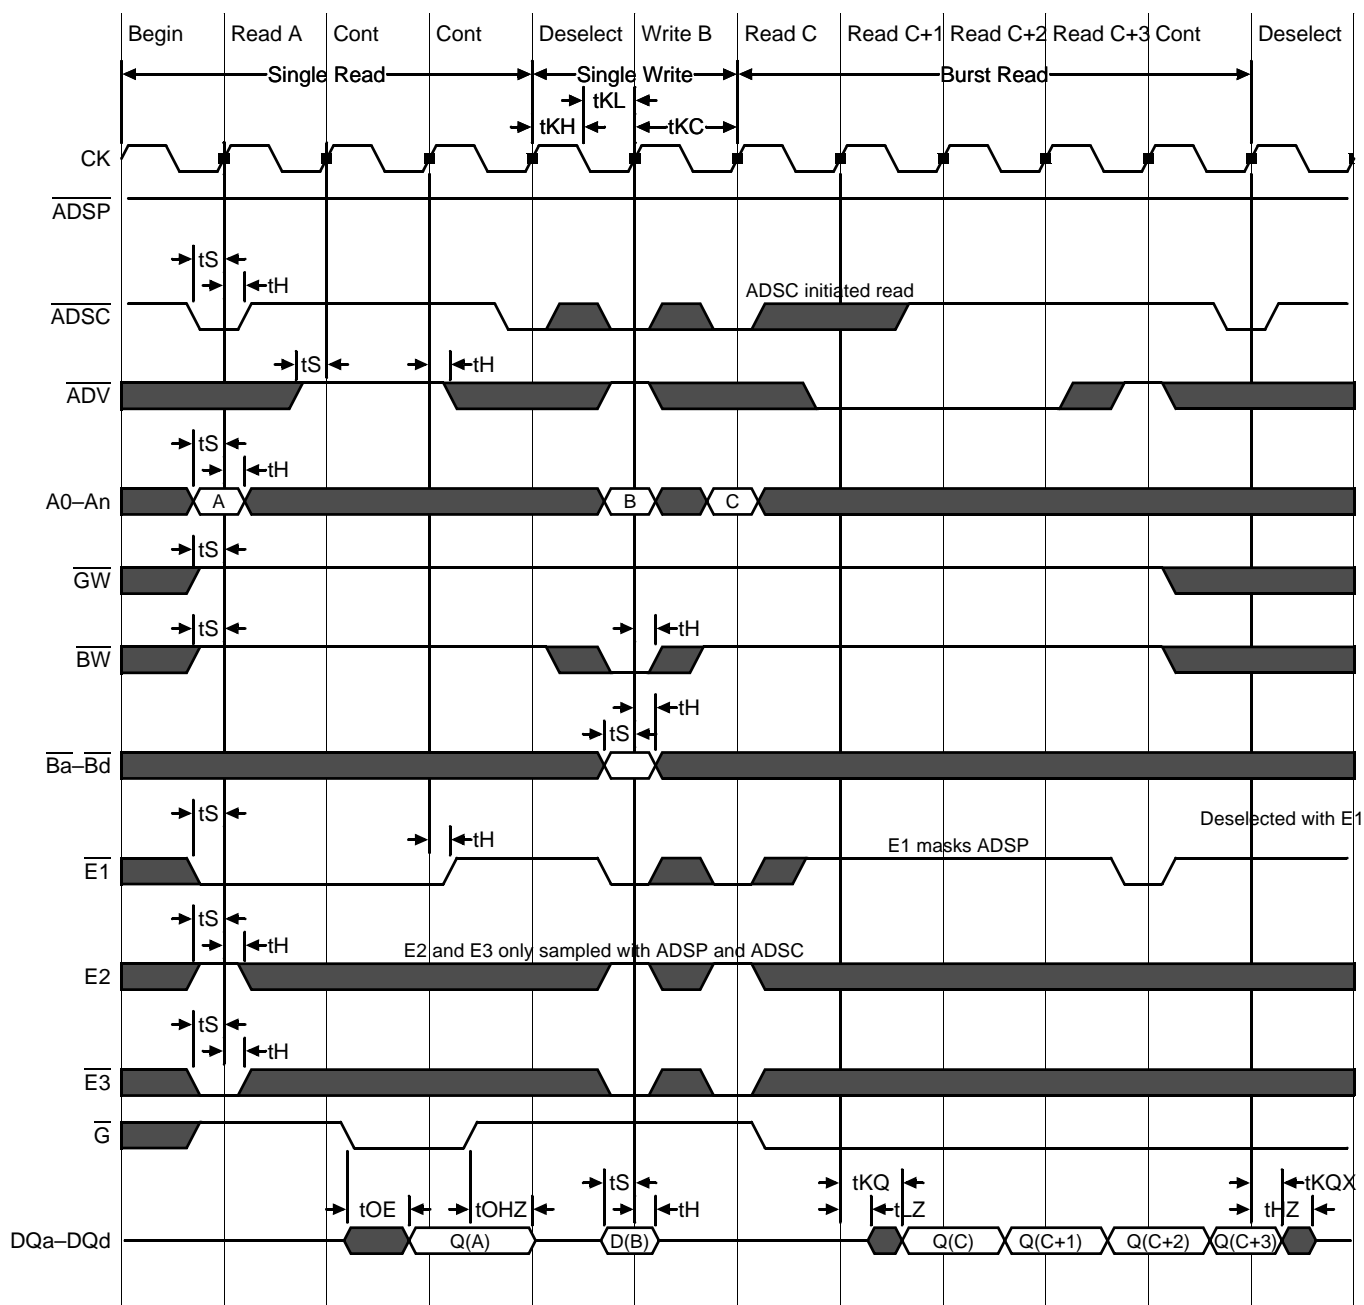 Begin Read A Cont Cont Deselect Write B Read C Read C+1 Read C+2 Read C+3 Cont Deselect
Single Read Single Write Burst Read
tKL
tKH tKC
CK
ADSP
tS
tH
ADSC initiated read
ADSC
tS tH
ADV
tS
tH
A0–An A B C
tS
GW
tS tH
BW
tH
tS
Ba–Bd
tS
Deselected with E1
tH
E1 masks ADSP
E1
tS
tH
E2 and E3 only sampled with ADSP and ADSC
E2
tS
tH
E3
G
tS tKQ tKQX
tOE tOHZ tH tLZ tHZ
DQa–DQd Q(A) D(B) Q(C) Q(C+1) Q(C+2) Q(C+3)